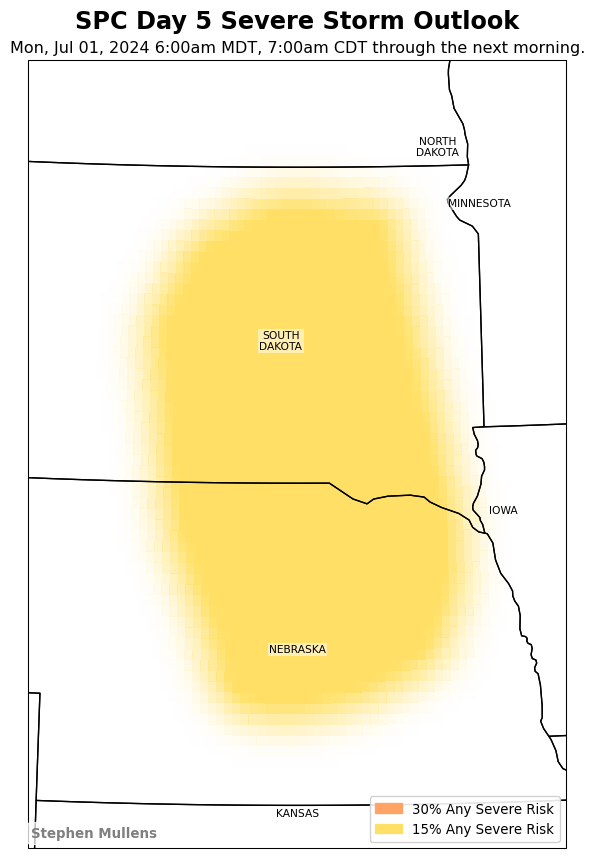 SPC Day 5 Severe Storm Outlook
Mon, Jul 01, 2024 6:00am MDT, 7:00am CDT through the next morning.
NORTH
DAKOTA
MINNESOTA
SOUTH
DAKOTA
IOWA
NEBRASKA
KANSAS
30% Any Severe Risk
15% Any Severe Risk
Stephen Mullens